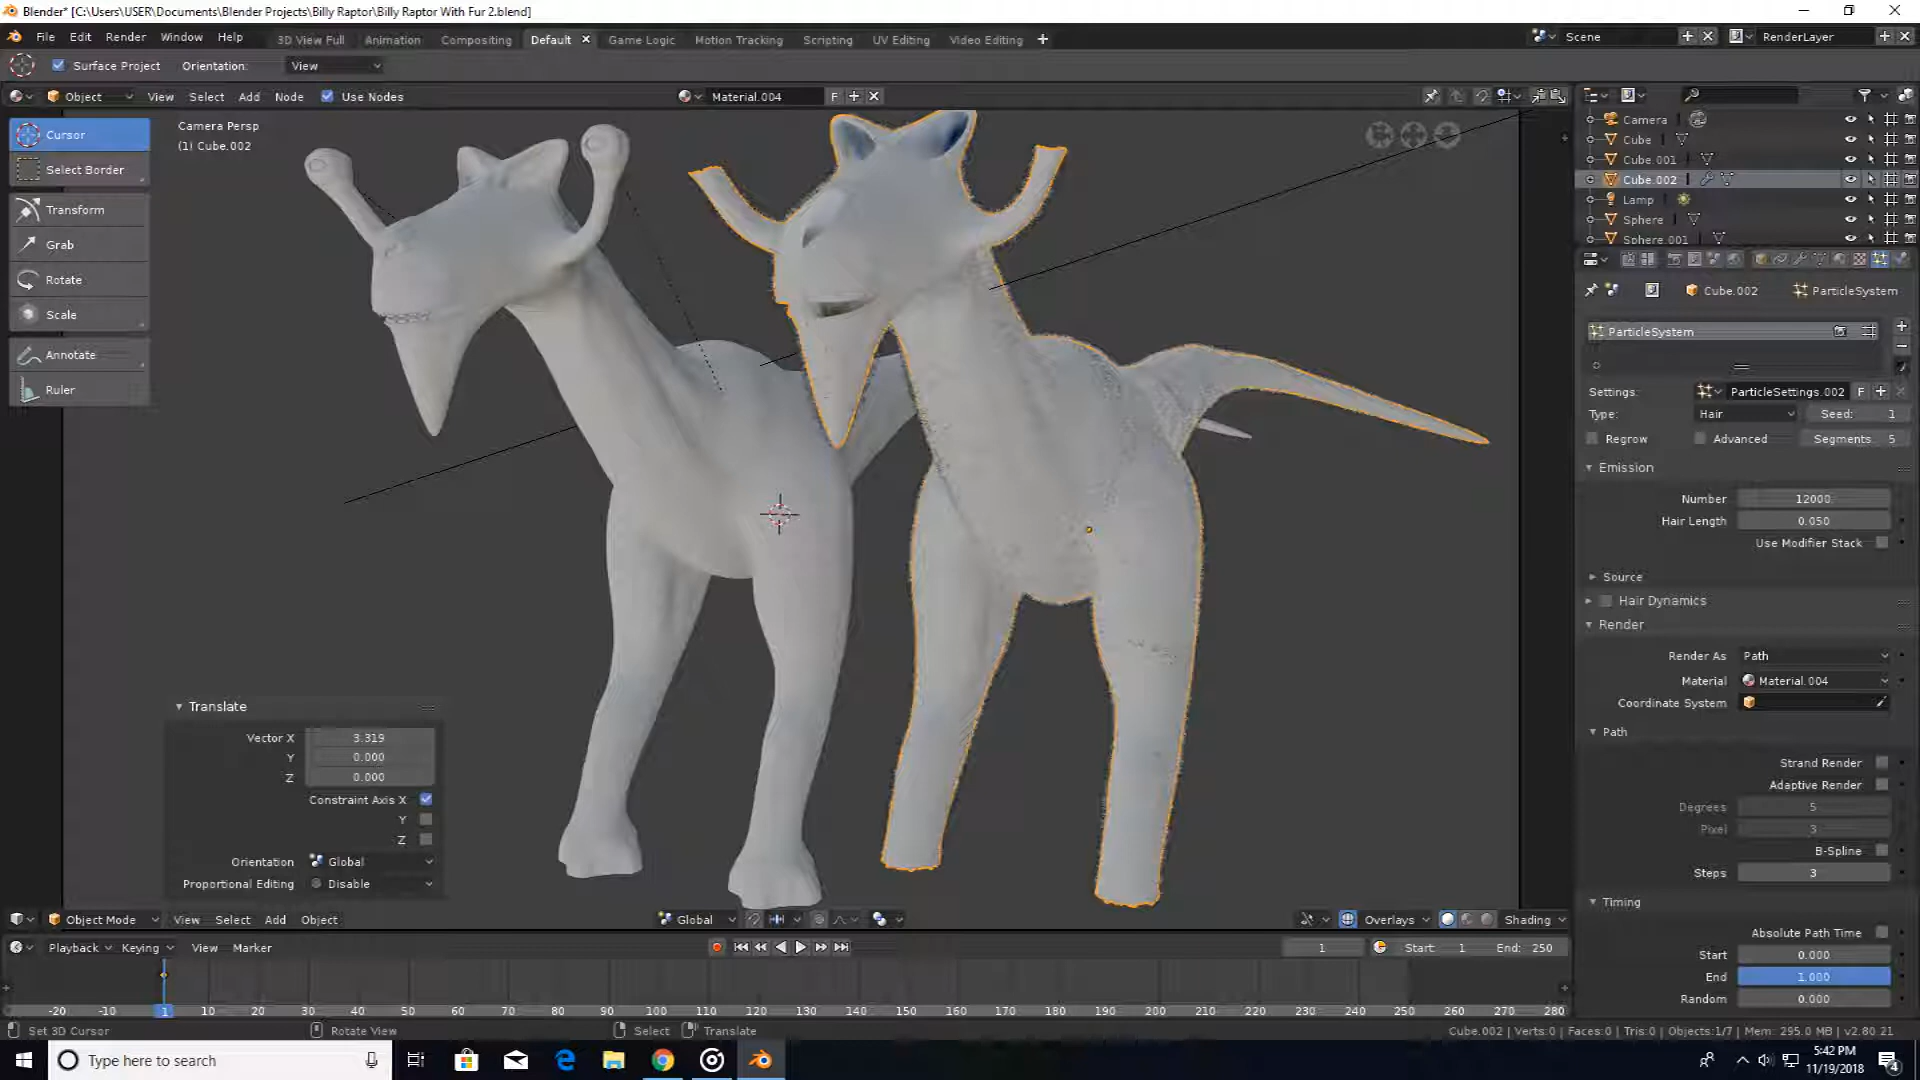 Blender* [C:\Users\USER\Documents\Blender Projects\Billy Raptor\Billy Raptor With Fur 2.blend]
File Edit Render Window Help 3D View Full Animation Compositing Default Game Logic Motion Tracking Scripting UV Editing Video Editing Scene RenderLayer
Surface Project Orientation: View
Object View Select Add Node Use Nodes Material.004 F
Cursor
Select Border
Transform
Grab
Rotate
Scale
Annotate
Ruler
Camera Persp
(1) Cube.002
Camera
Cube
Cube.001
Cube.002
Lamp
Sphere
Sphere.001
Cube.002 ParticleSystem
ParticleSystem
Settings: ParticleSettings.002 F
Type: Hair Seed: 1
Regrow Advanced Segments: 5
Emission
Number 12000
Hair Length 0.050
Use Modifier Stack
Source
Hair Dynamics
Render
Render As Path
Material Material.004
Coordinate System
Path
Strand Render
Adaptive Render
Degrees 5
Pixel 3
B-Spline
Steps 3
Timing
Absolute Path Time
Start 0.000
End 1.000
Random 0.000
Translate
Vector X 3.319
Y 0.000
Z 0.000
Constraint Axis X
Y
Z
Orientation Global
Proportional Editing Disable
Object Mode View Select Add Object Global Overlays Shading
Playback Keying View Marker 1 Start: 1 End: 250
-20 -10 1 10 20 30 40 50 60 70 80 90 100 110 120 130 140 150 160 170 180 190 200 210 220 230 240 250 260 270 280
Set 3D Cursor Rotate View Select Translate Cube.002 | Verts:0 | Faces:0 | Tris:0 | Objects:1/7 | Mem: 295.0 MB | v2.80.21
Type here to search
5:42 PM
11/19/2018
4